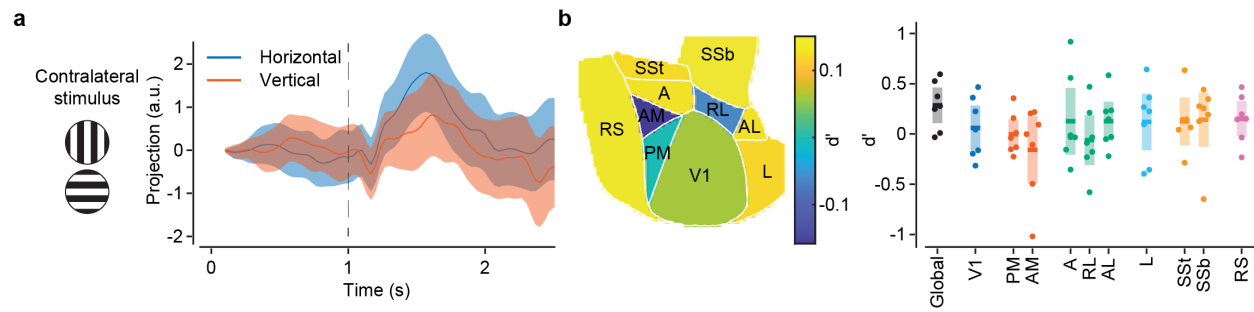 a
Contralateral
stimulus
Projection (a.u.)
2
1
0
-1
-2
Horizontal
Vertical
0
1
2
Time (s)
b
SSb
SSt
A
AM
RL
AL
RS
PM
V1
L
0.1
-0.1
d'
d'
1
0.5
0
-0.5
-1
Global
V1
PM
AM
A
RL
AL
L
SSt
SSb
RS